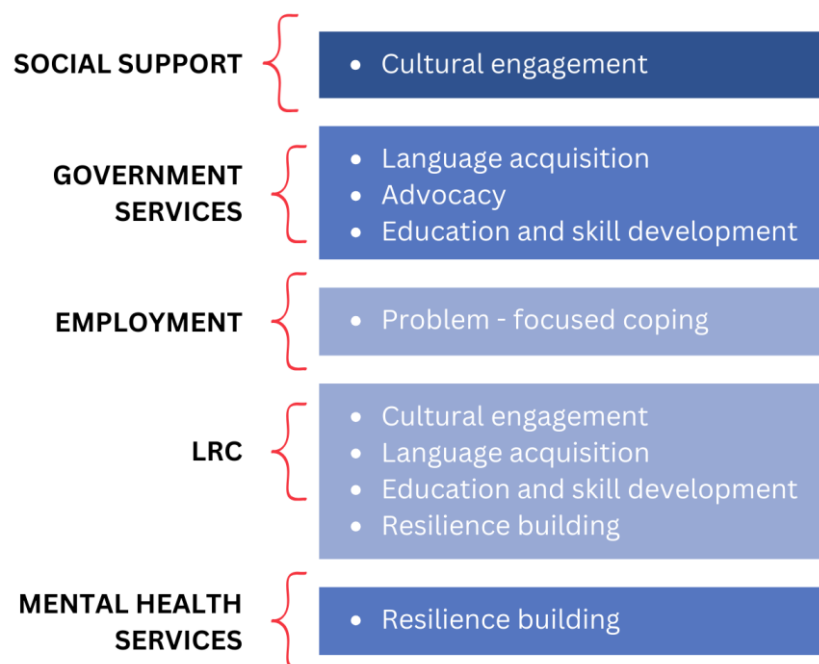 SOCIAL SUPPORT
• Cultural engagement
GOVERNMENT
SERVICES
• Language acquisition
• Advocacy
• Education and skill development
EMPLOYMENT
• Problem - focused coping
LRC
• Cultural engagement
• Language acquisition
• Education and skill development
• Resilience building
MENTAL HEALTH
SERVICES
• Resilience building